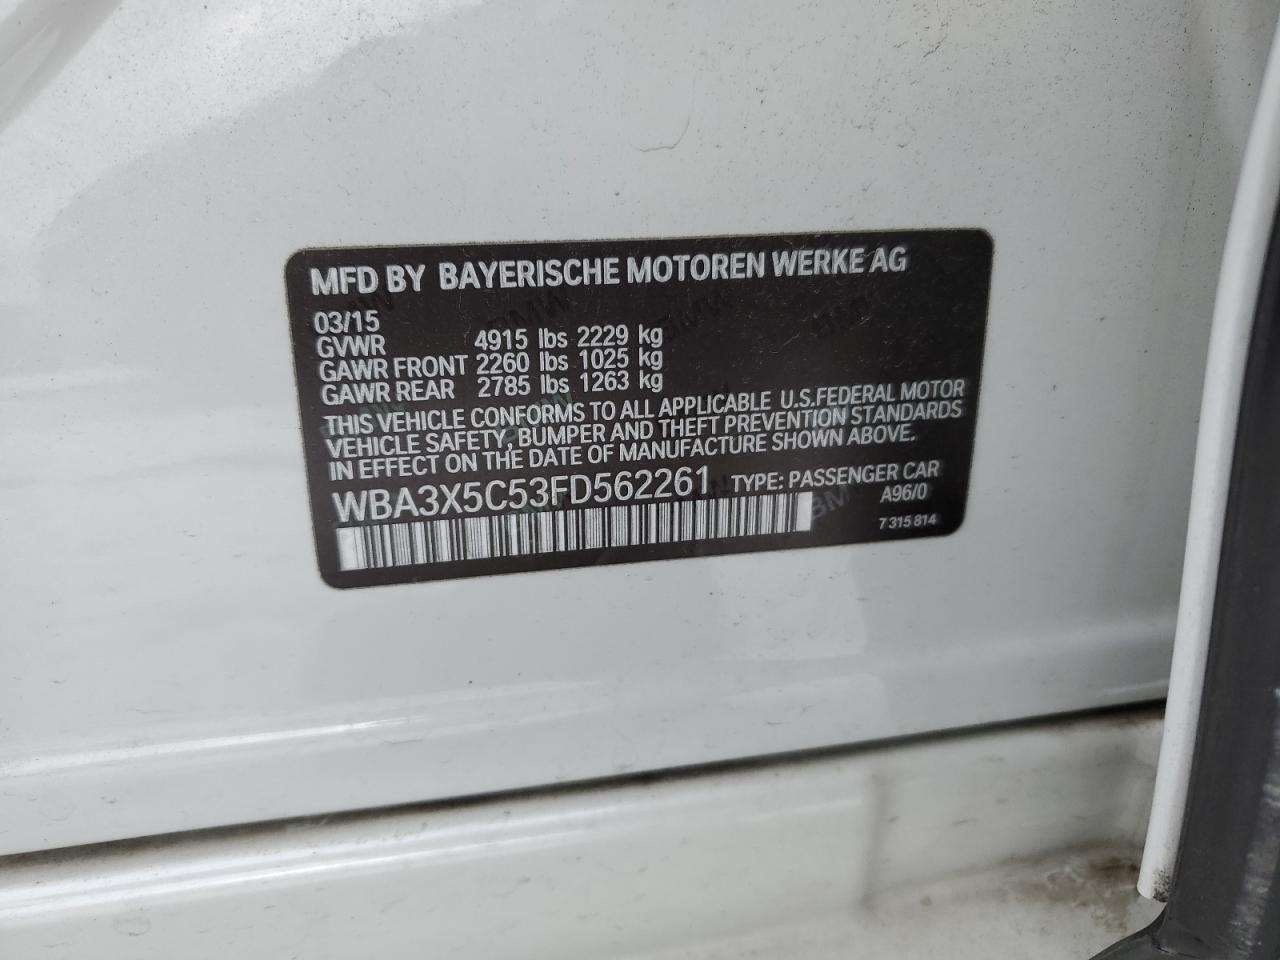 MFD BY BAYERISCHE MOTOREN WERKE AG
03/15
GVWR 4915 lbs 2229 kg
GAWR FRONT 2260 lbs 1025 kg
GAWR REAR 2785 lbs 1263 kg
THIS VEHICLE CONFORMS TO ALL APPLICABLE U.S.FEDERAL MOTOR
VEHICLE SAFETY, BUMPER AND THEFT PREVENTION STANDARDS
IN EFFECT ON THE DATE OF MANUFACTURE SHOWN ABOVE.
WBA3X5C53FD562261 TYPE: PASSENGER CAR
A96/0
7 315 814